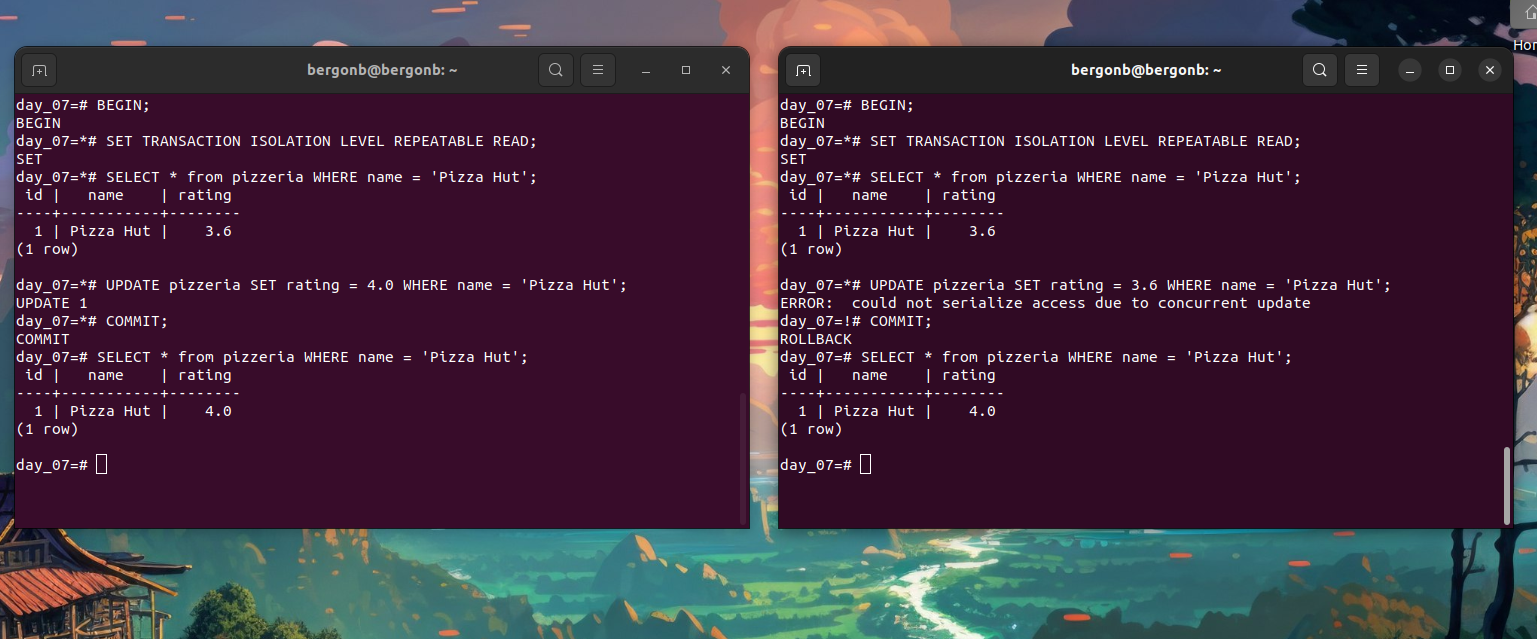 bergonb@bergonb: ~
day_07=# BEGIN;
BEGIN
day_07=*# SET TRANSACTION ISOLATION LEVEL REPEATABLE READ;
SET
day_07=*# SELECT * from pizzeria WHERE name = 'Pizza Hut';
 id |   name    | rating
----+-----------+--------
  1 | Pizza Hut |    3.6
(1 row)

day_07=*# UPDATE pizzeria SET rating = 4.0 WHERE name = 'Pizza Hut';
UPDATE 1
day_07=*# COMMIT;
COMMIT
day_07=# SELECT * from pizzeria WHERE name = 'Pizza Hut';
 id |   name    | rating
----+-----------+--------
  1 | Pizza Hut |    4.0
(1 row)

day_07=#
bergonb@bergonb: ~
day_07=# BEGIN;
BEGIN
day_07=*# SET TRANSACTION ISOLATION LEVEL REPEATABLE READ;
SET
day_07=*# SELECT * from pizzeria WHERE name = 'Pizza Hut';
 id |   name    | rating
----+-----------+--------
  1 | Pizza Hut |    3.6
(1 row)

day_07=*# UPDATE pizzeria SET rating = 3.6 WHERE name = 'Pizza Hut';
ERROR:  could not serialize access due to concurrent update
day_07=!# COMMIT;
ROLLBACK
day_07=# SELECT * from pizzeria WHERE name = 'Pizza Hut';
 id |   name    | rating
----+-----------+--------
  1 | Pizza Hut |    4.0
(1 row)

day_07=#